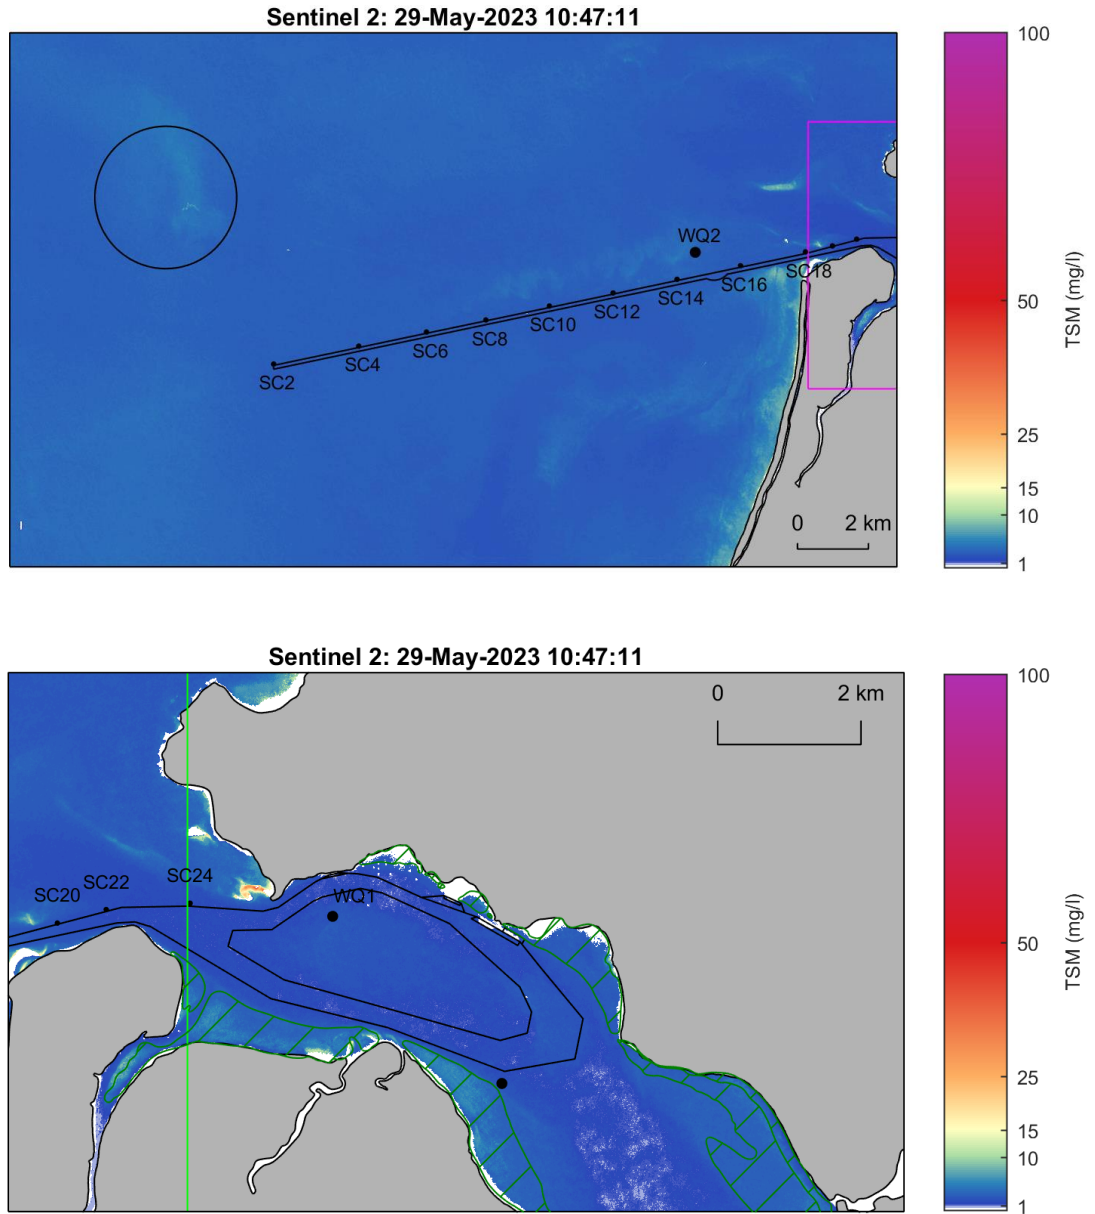 Sentinel 2: 29-May-2023 10:47:11
100
50
25
15
10
1
TSM (mg/l)
WQ2
SC18
SC16
SC14
SC12
SC10
SC8
SC6
SC4
SC2
0 2 km
Sentinel 2: 29-May-2023 10:47:11
0 2 km
100
50
25
15
10
1
TSM (mg/l)
SC24
SC22
SC20
WQ1